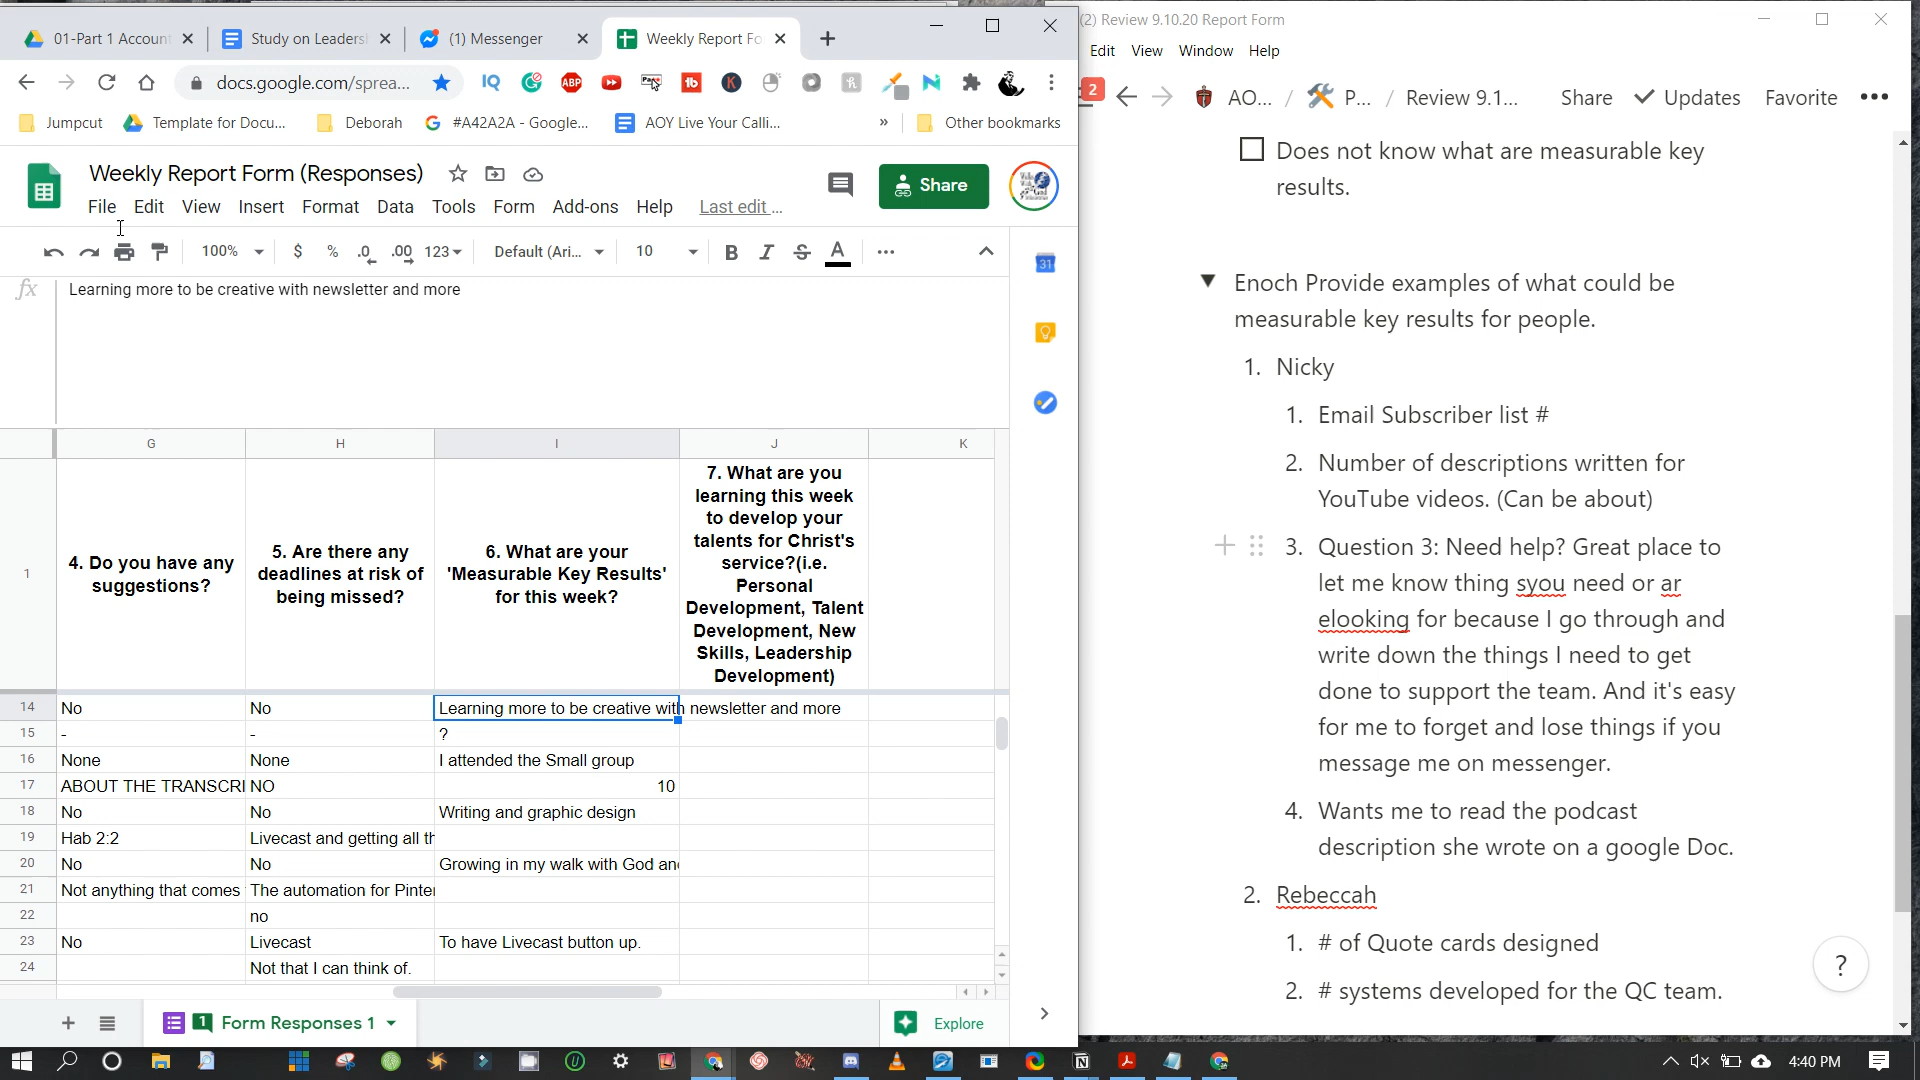 01-Part 1 Account
Study on Leadersh
(1) Messenger
Weekly Report Fo
docs.google.com/sprea...
IQ
ABP
tb
K
Jumpcut
Template for Docu...
Deborah
#A42A2A - Google...
AOY Live Your Calli...
»
Other bookmarks
Weekly Report Form (Responses)
Share
File Edit View Insert Format Data Tools Form Add-ons Help Last edit ...
100% $ % .0 .00 123 Default (Ari... 10 B I S A
31
fx Learning more to be creative with newsletter and more
G H I J K
1
4. Do you have any
suggestions?
5. Are there any
deadlines at risk of
being missed?
6. What are your
'Measurable Key Results'
for this week?
7. What are you
learning this week
to develop your
talents for Christ's
service?(i.e.
Personal
Development, Talent
Development, New
Skills, Leadership
Development)
14 No No Learning more to be creative with newsletter and more
15 - - ?
16 None None I attended the Small group
17 ABOUT THE TRANSCRI NO 10
18 No No Writing and graphic design
19 Hab 2:2 Livecast and getting all th
20 No No Growing in my walk with God an
21 Not anything that comes The automation for Pinter
22 no
23 No Livecast To have Livecast button up.
24 Not that I can think of.
1 Form Responses 1
Explore
(2) Review 9.10.20 Report Form
Edit View Window Help
2
AO... / P... / Review 9.1... Share Updates Favorite
Does not know what are measurable key
results.
Enoch Provide examples of what could be
measurable key results for people.
1. Nicky
1. Email Subscriber list #
2. Number of descriptions written for
YouTube videos. (Can be about)
3. Question 3: Need help? Great place to
let me know thing syou need or ar
elooking for because I go through and
write down the things I need to get
done to support the team. And it's easy
for me to forget and lose things if you
message me on messenger.
4. Wants me to read the podcast
description she wrote on a google Doc.
2. Rebeccah
1. # of Quote cards designed
2. # systems developed for the QC team.
?
4:40 PM